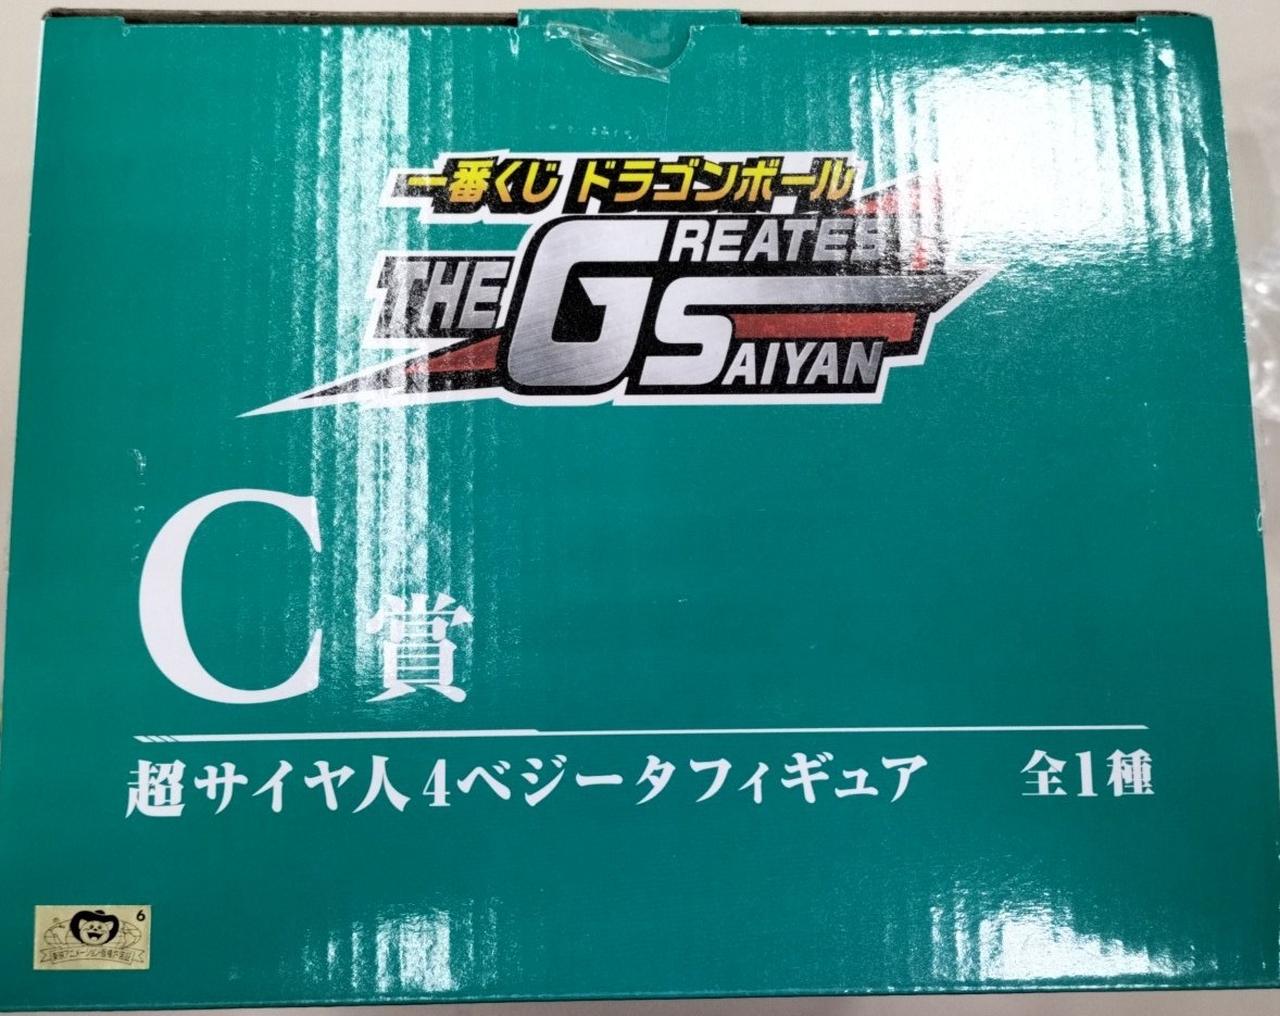 一番くじ ドラゴンボール
THE GREATEST SAIYAN
C賞
超サイヤ人4ベジータフィギュア 全1種
6